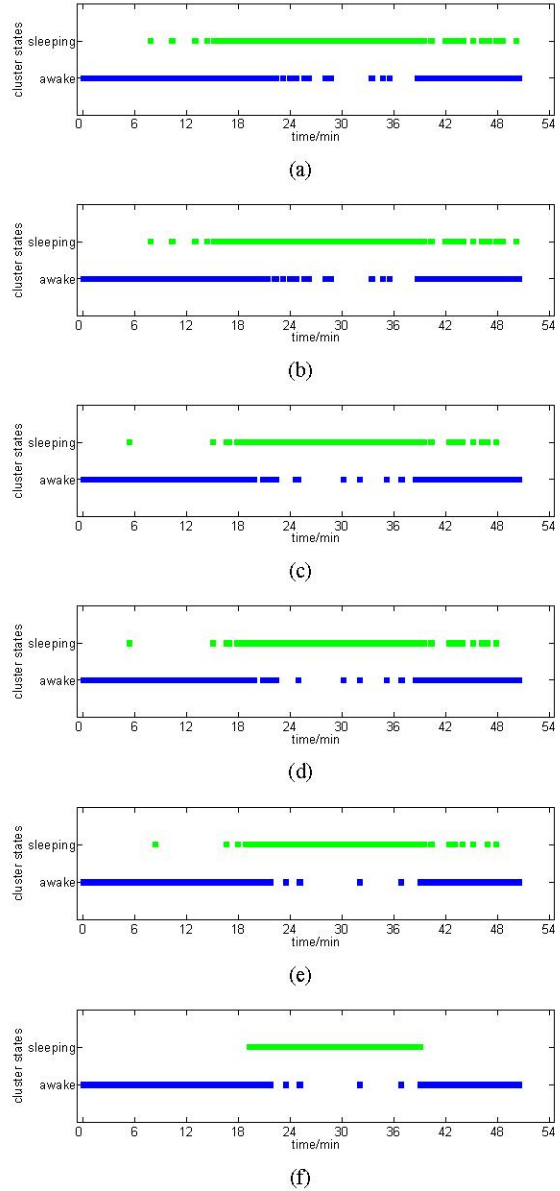 cluster states
sleeping
awake
0 6 12 18 24 30 36 42 48 54
time/min
(a)
cluster states
sleeping
awake
0 6 12 18 24 30 36 42 48 54
time/min
(b)
cluster states
sleeping
awake
0 6 12 18 24 30 36 42 48 54
time/min
(c)
cluster states
sleeping
awake
0 6 12 18 24 30 36 42 48 54
time/min
(d)
cluster states
sleeping
awake
0 6 12 18 24 30 36 42 48 54
time/min
(e)
cluster states
sleeping
awake
0 6 12 18 24 30 36 42 48 54
time/min
(f)